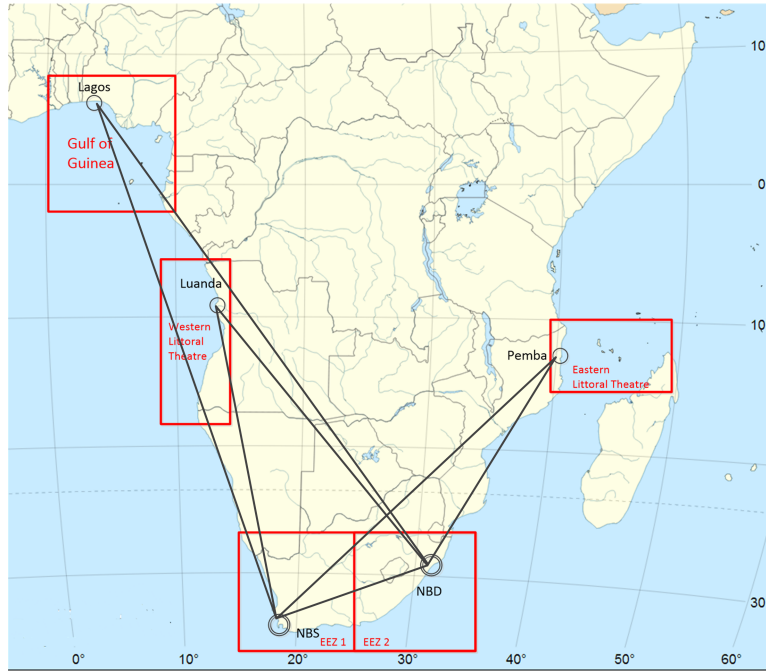 10
Lagos
Gulf of
Guinea
0
Luanda
Western
Littoral
Theatre
10
Pemba
Eastern
Littoral Theatre
NBD
30
NBS
EEZ 1
EEZ 2
0°
10°
20°
30°
40°
50°
60°